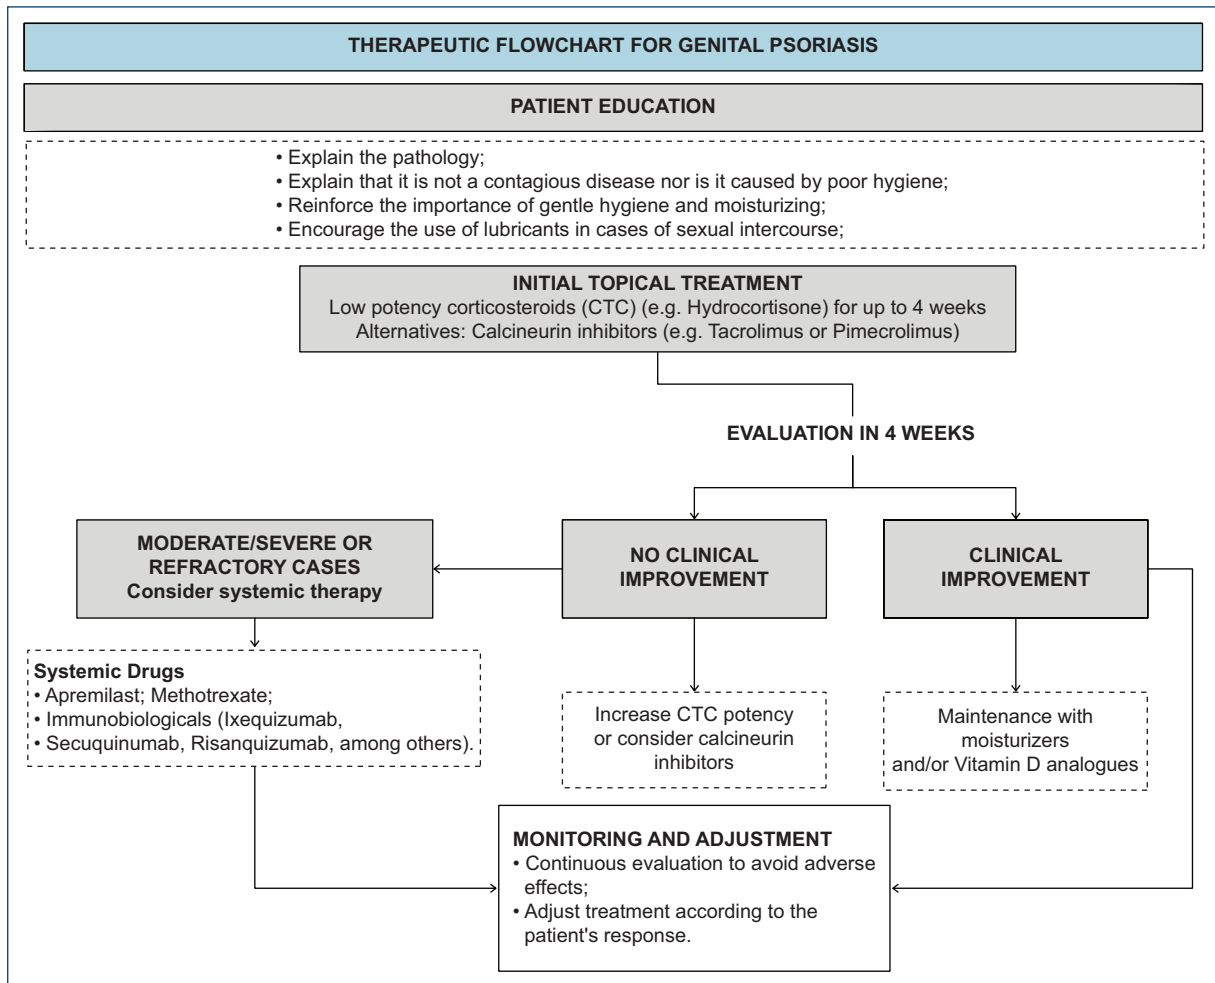 THERAPEUTIC FLOWCHART FOR GENITAL PSORIASIS
PATIENT EDUCATION
• Explain the pathology;
• Explain that it is not a contagious disease nor is it caused by poor hygiene;
• Reinforce the importance of gentle hygiene and moisturizing;
• Encourage the use of lubricants in cases of sexual intercourse;
INITIAL TOPICAL TREATMENT
Low potency corticosteroids (CTC) (e.g. Hydrocortisone) for up to 4 weeks
Alternatives: Calcineurin inhibitors (e.g. Tacrolimus or Pimecrolimus)
EVALUATION IN 4 WEEKS
MODERATE/SEVERE OR
REFRACTORY CASES
Consider systemic therapy
NO CLINICAL
IMPROVEMENT
CLINICAL
IMPROVEMENT
Systemic Drugs
• Apremilast; Methotrexate;
• Immunobiologicals (Ixequizumab,
• Secuquinumab, Risanquizumab, among others).
Increase CTC potency
or consider calcineurin
inhibitors
Maintenance with
moisturizers
and/or Vitamin D analogues
MONITORING AND ADJUSTMENT
• Continuous evaluation to avoid adverse
effects;
• Adjust treatment according to the
patient's response.